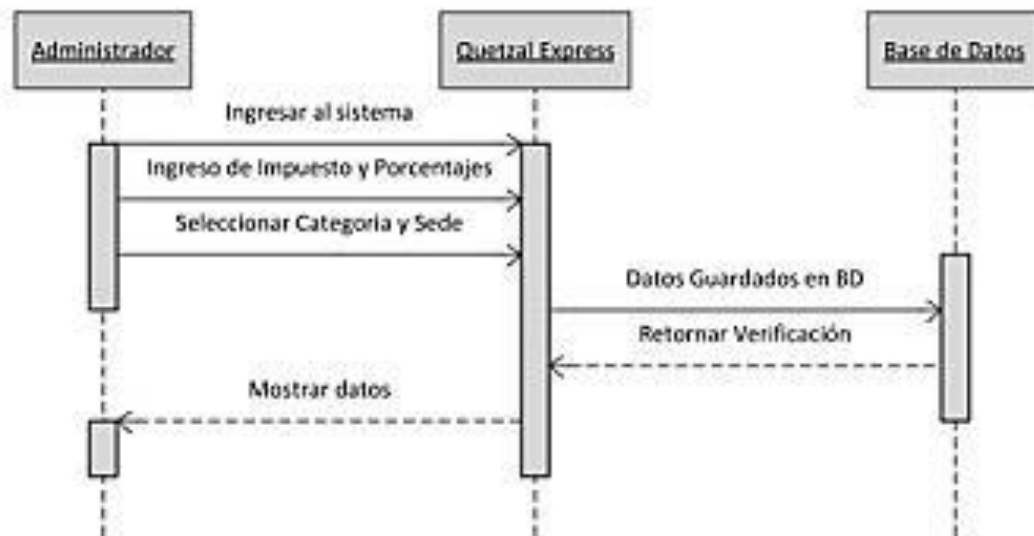 Administrador
Quetzal Express
Base de Datos
Ingresar al sistema
Ingreso de Impuesto y Porcentajes
Seleccionar Categoria y Sede
Datos Guardados en BD
Retornar Verificación
Mostrar datos